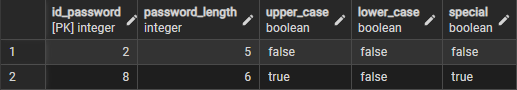 id_password password_length upper_case lower_case special
[PK] integer integer boolean boolean boolean
1 2 5 false false false
2 8 6 true false true